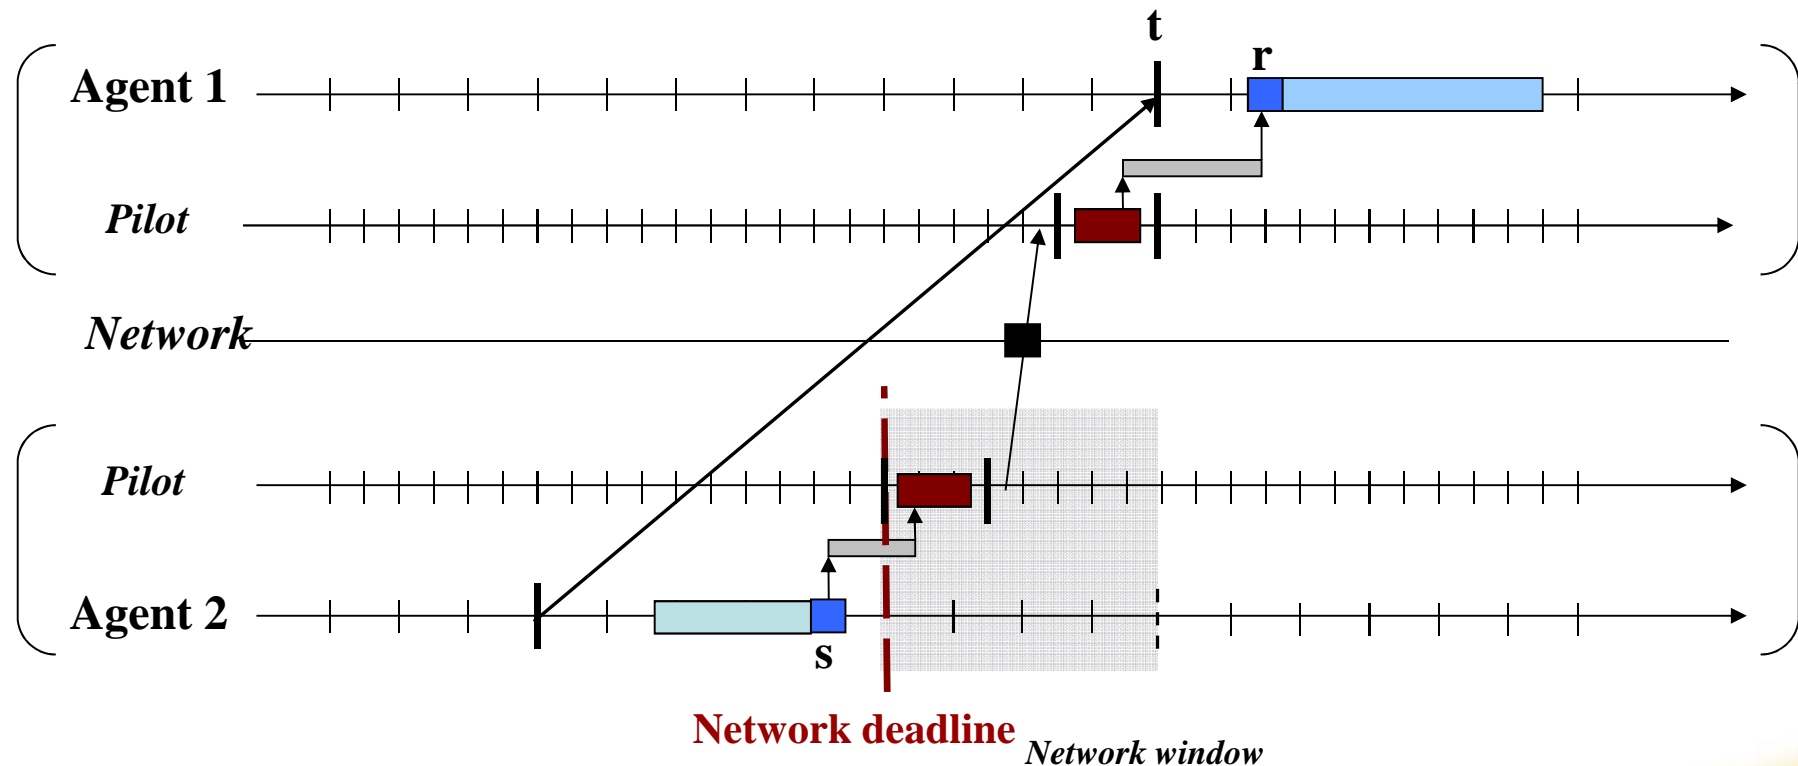 t
r
Agent 1
Pilot
Network
Pilot
Agent 2
s
Network deadline
Network window